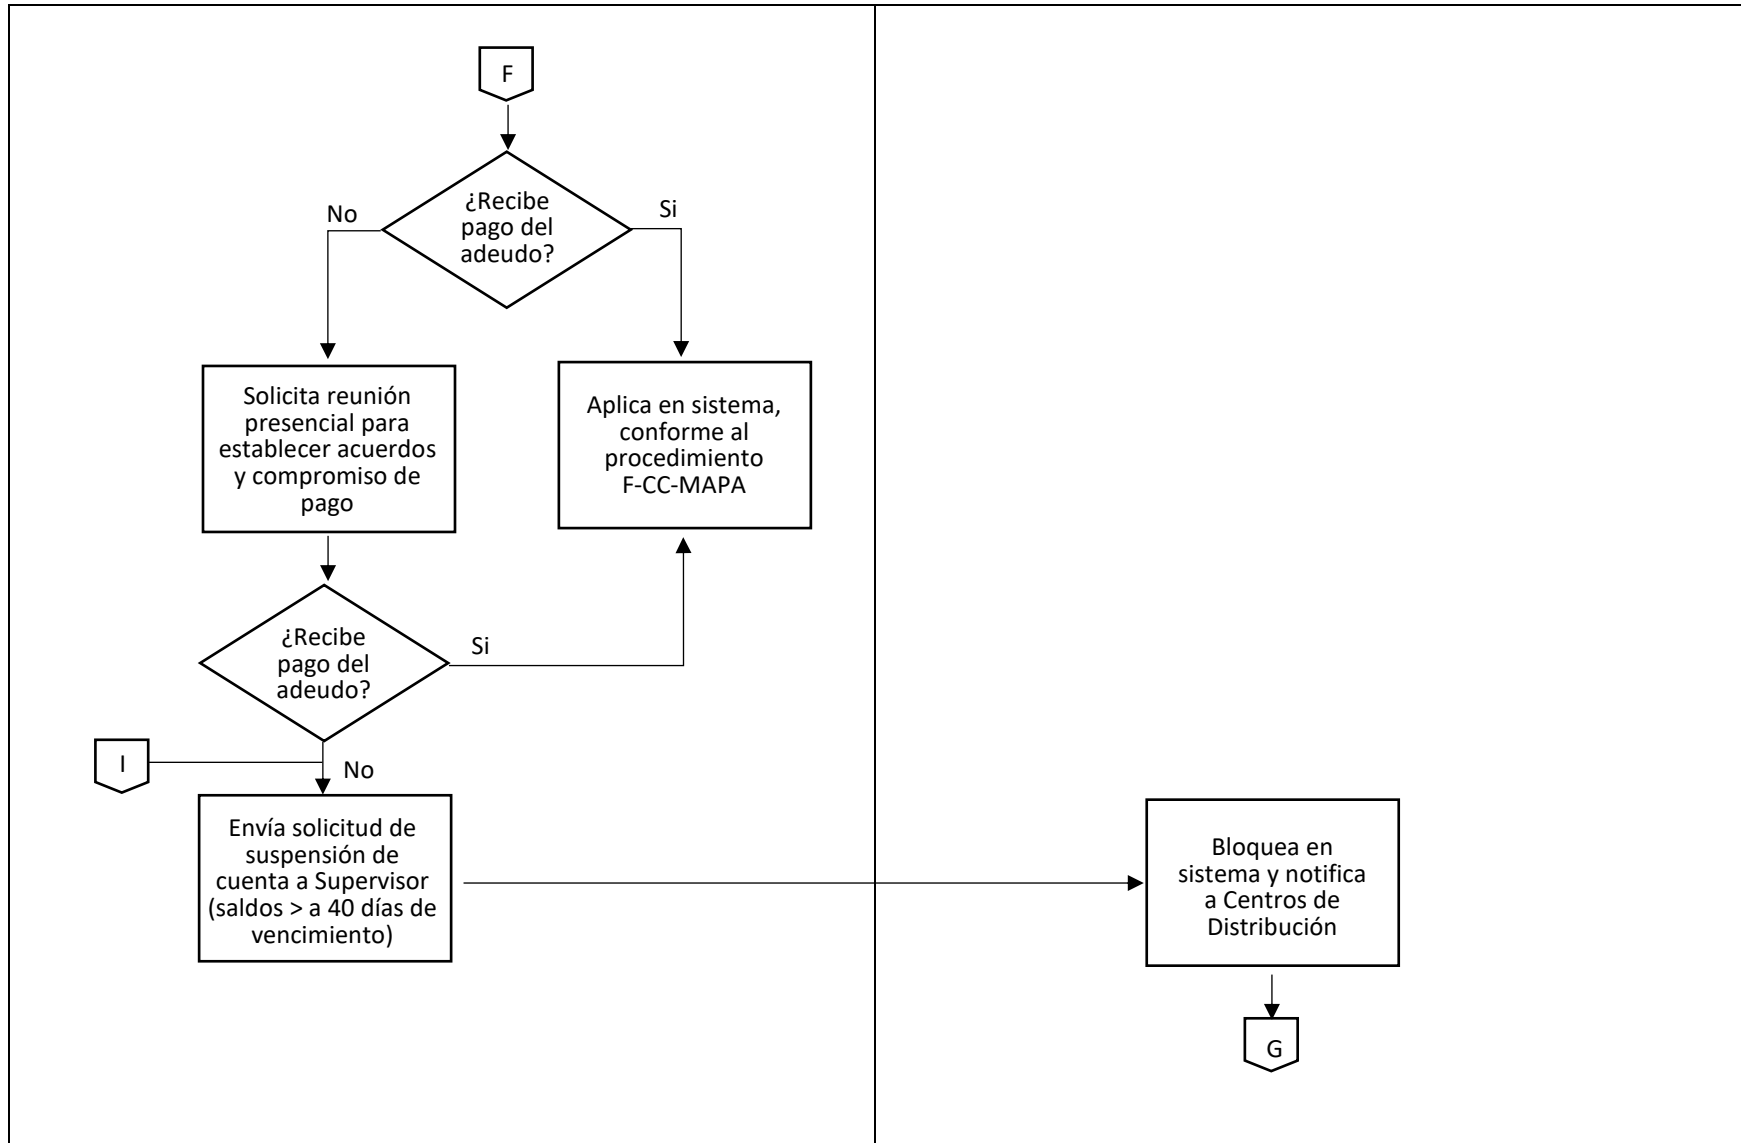 F
¿Recibe
pago del
adeudo?
No
Si
Solicita reunión
presencial para
establecer acuerdos
y compromiso de
pago
Aplica en sistema,
conforme al
procedimiento
F-CC-MAPA
¿Recibe
pago del
adeudo?
Si
I
No
Envía solicitud de
suspensión de
cuenta a Supervisor
(saldos > a 40 días de
vencimiento)
Bloquea en
sistema y notifica
a Centros de
Distribución
G